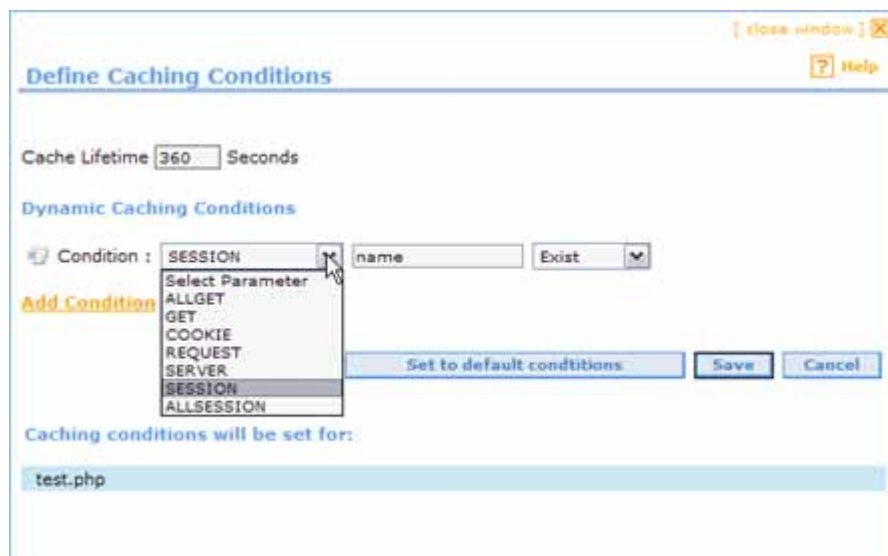 [ close window ]
Define Caching Conditions
? Help
Cache Lifetime 360 Seconds
Dynamic Caching Conditions
Condition : SESSION name Exist
Select Parameter
ALLGET
GET
COOKIE
REQUEST
SERVER
SESSION
ALLSESSION
Add Condition
Set to default condtitions Save Cancel
Caching conditions will be set for:
test.php